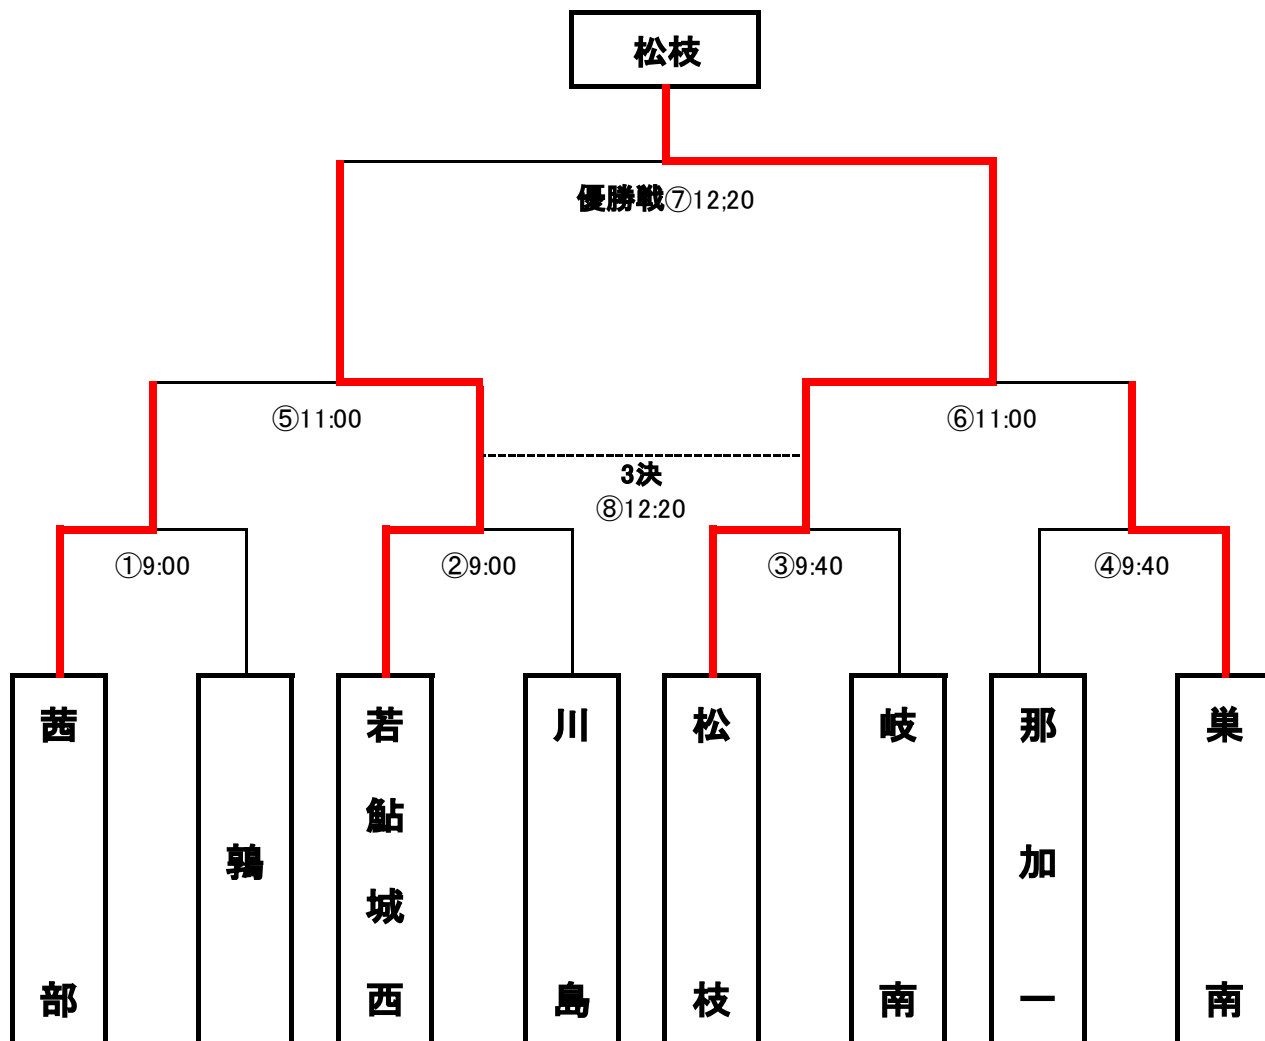 松枝
優勝戦⑦12;20
⑤11:00
⑥11:00
3決
⑧12:20
①9:00
②9:00
③9:40
④9:40
茜部
鶉
若鮎城西
川島
松枝
岐南
那加一
巣南